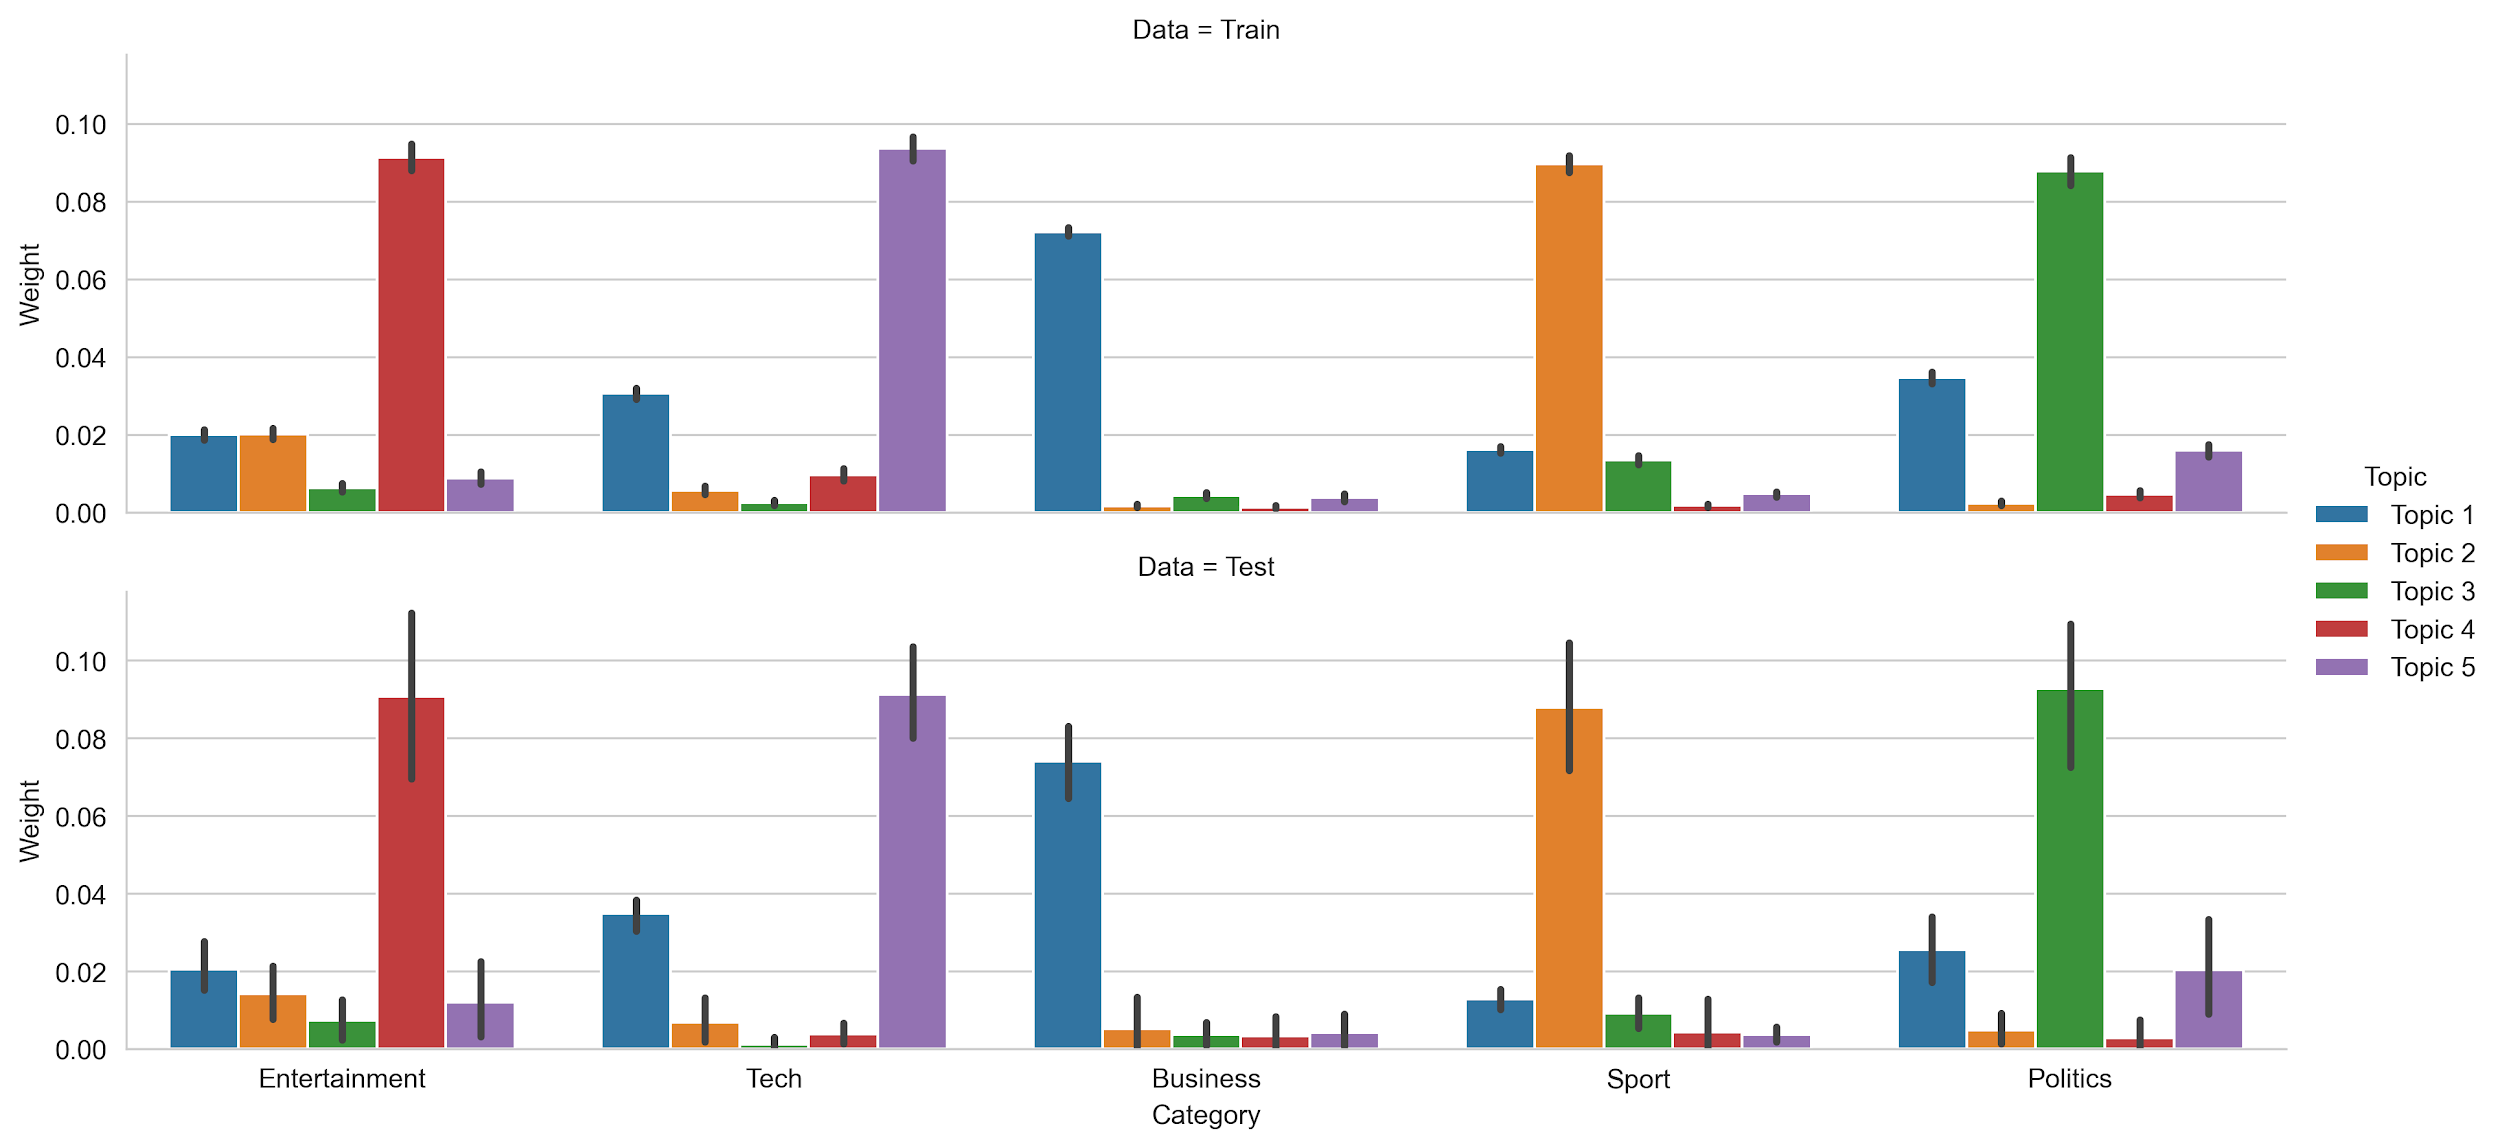 Data = Train
0.10
0.08
0.06
0.04
0.02
0.00
Weight
Data = Test
0.10
0.08
0.06
0.04
0.02
0.00
Weight
Entertainment
Tech
Business
Sport
Politics
Category
Topic
Topic 1
Topic 2
Topic 3
Topic 4
Topic 5